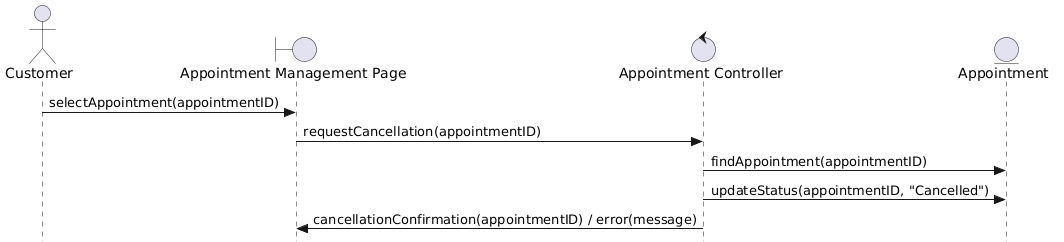 Customer
Appointment Management Page
Appointment Controller
Appointment
selectAppointment(appointmentID)
requestCancellation(appointmentID)
findAppointment(appointmentID)
updateStatus(appointmentID, "Cancelled")
cancellationConfirmation(appointmentID) / error(message)